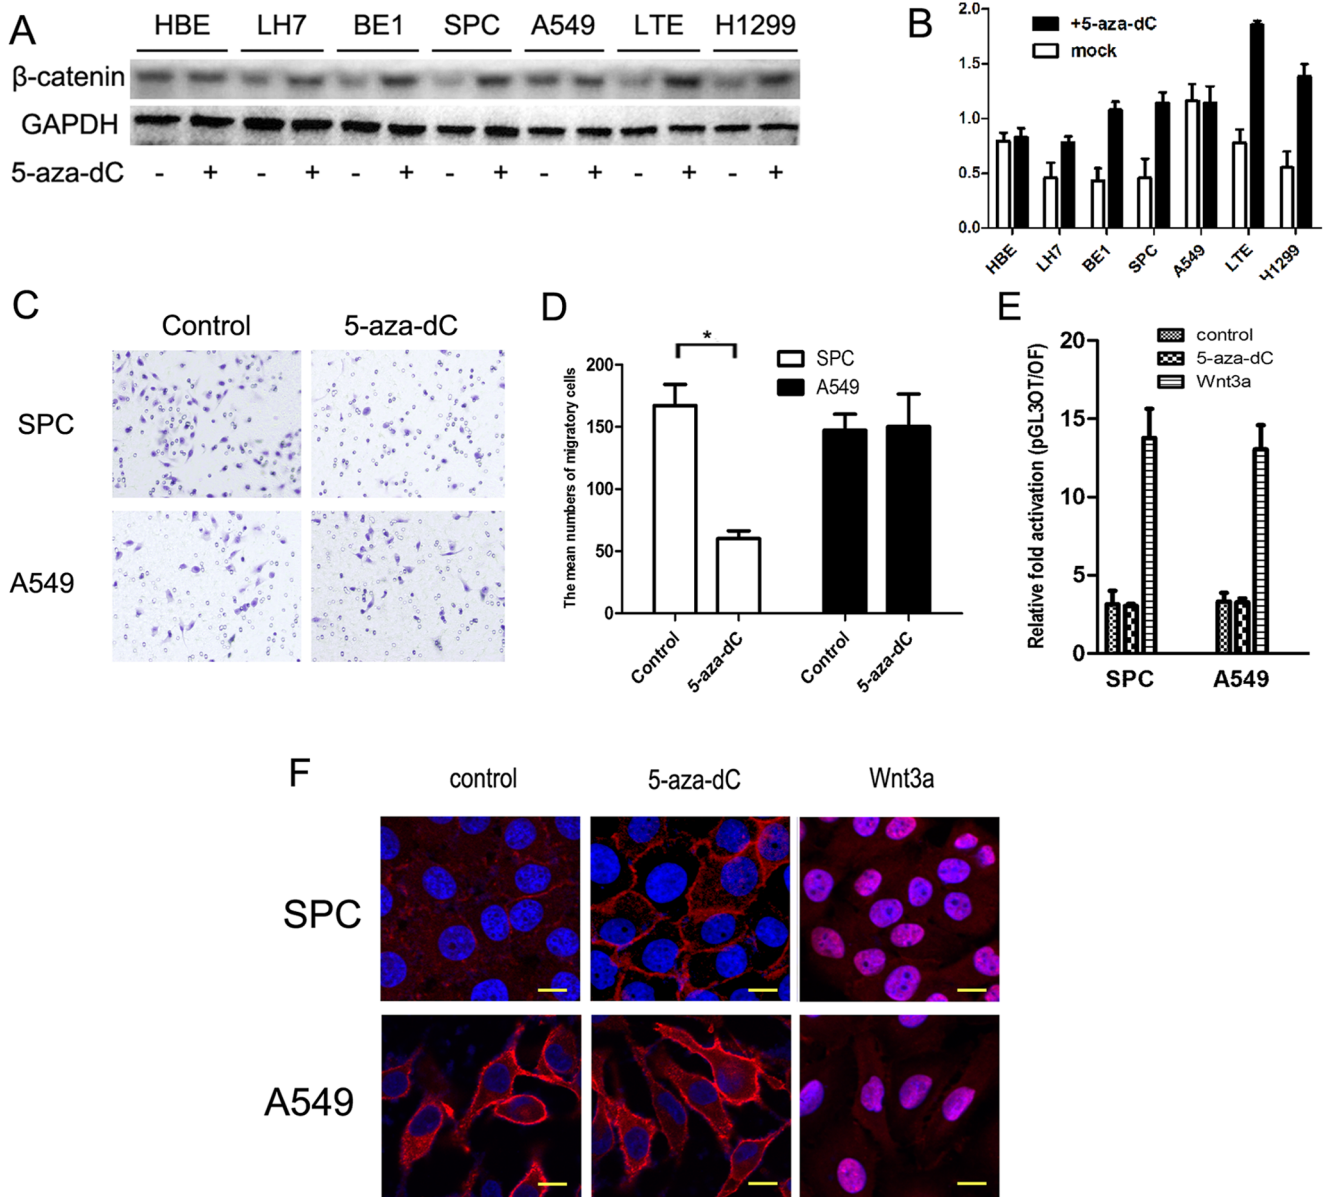 A
HBE LH7 BE1 SPC A549 LTE H1299
β-catenin
GAPDH
5-aza-dC - + - + - + - + - + - + - +
B
2.0
1.5
1.0
0.5
0.0
+5-aza-dC
mock
HBE LH7 BE1 SPC A549 LTE H1299
C
Control 5-aza-dC
SPC
A549
D
The mean numbers of migratory cells
200
150
100
50
0
*
SPC
A549
Control 5-aza-dC Control 5-aza-dC
E
Relative fold activation (pGL3OT/OF)
20
15
10
5
0
control
5-aza-dC
Wnt3a
SPC A549
F
control 5-aza-dC Wnt3a
SPC
A549